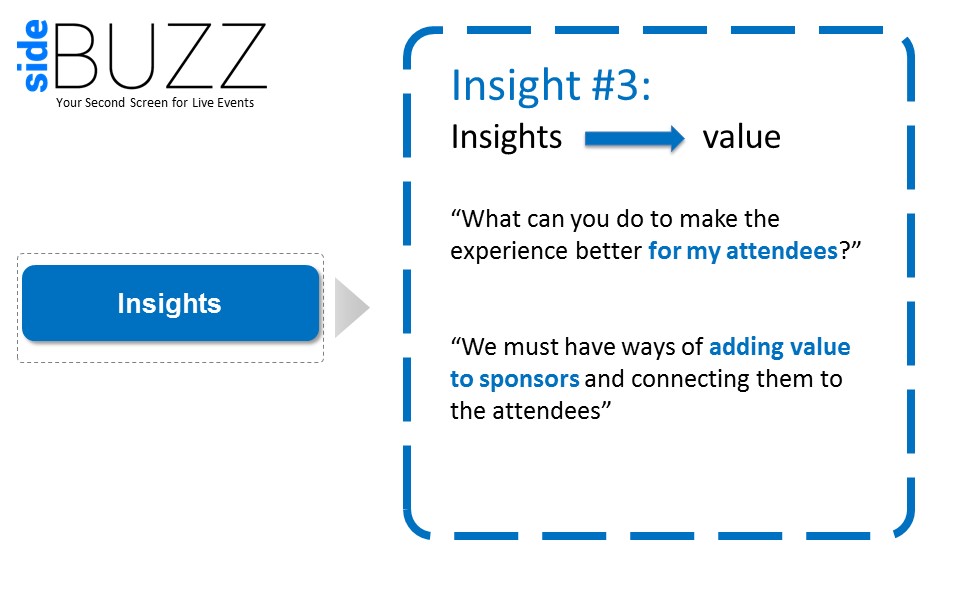 side BUZZ
Your Second Screen for Live Events
Insights
Insight #3:
Insights value
“What can you do to make the
experience better for my attendees?”
“We must have ways of adding value
to sponsors and connecting them to
the attendees”